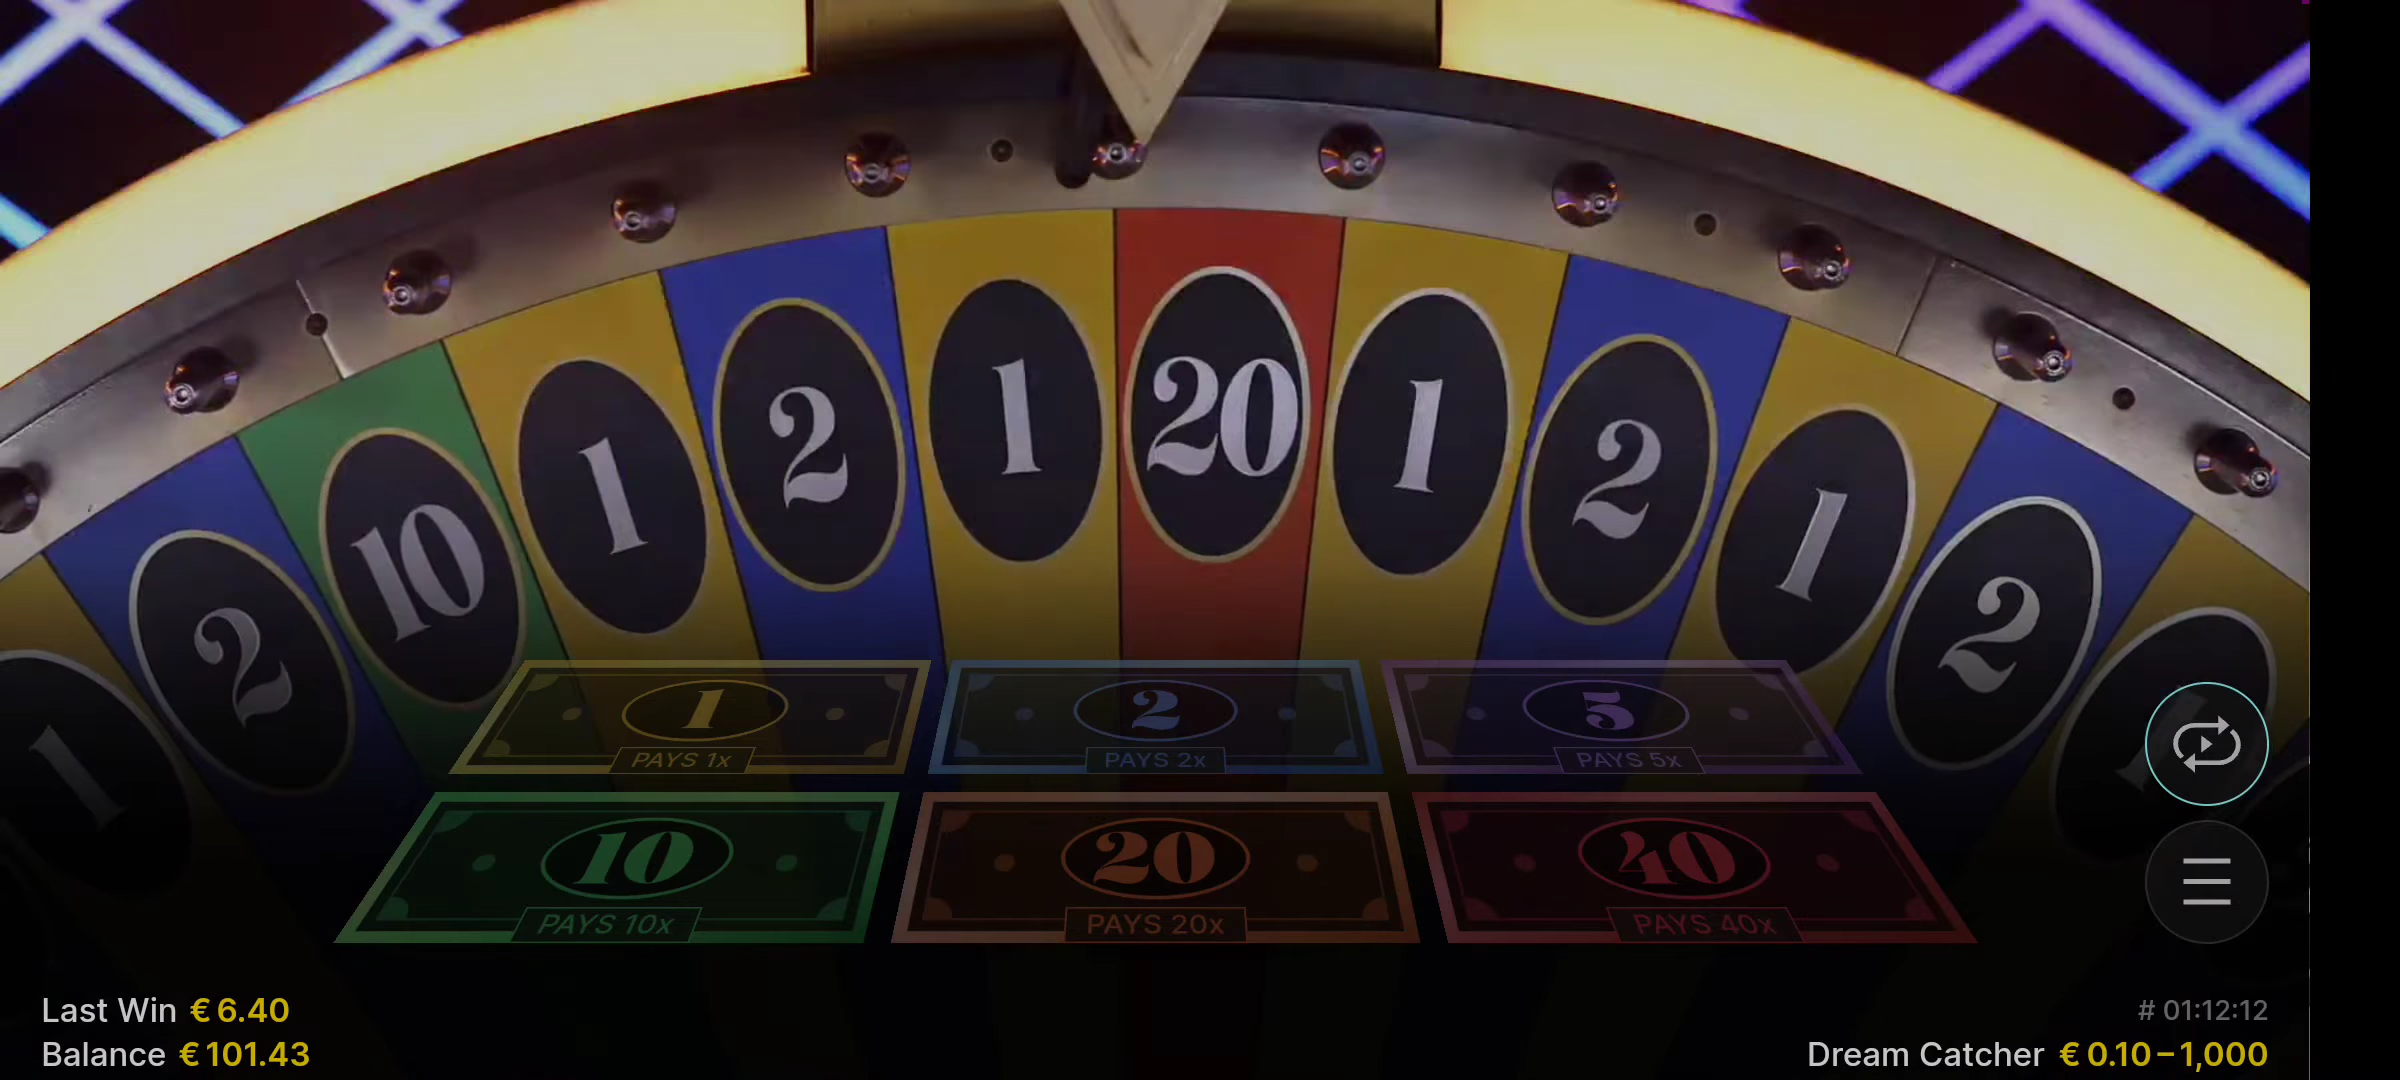 20
1
1
2
2
1
1
10
2
2
1
1
1
2
5
PAYS 1x
PAYS 2x
PAYS 5x
10
20
40
PAYS 10x
PAYS 20x
PAYS 40x
Last Win €6.40
Balance €101.43
# 01:12:12
Dream Catcher €0.10–1,000